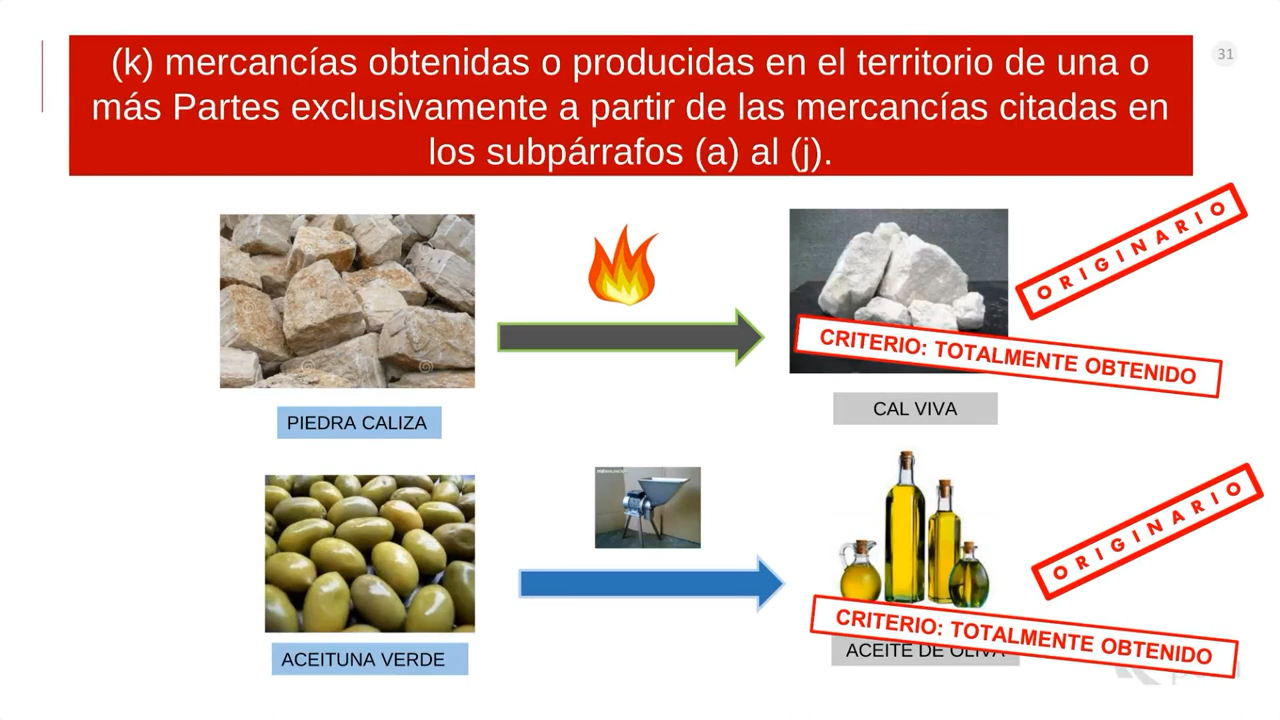 31
(k) mercancías obtenidas o producidas en el territorio de una o
más Partes exclusivamente a partir de las mercancías citadas en
los subpárrafos (a) al (j).
ORIGINARIO
CRITERIO: TOTALMENTE OBTENIDO
PIEDRA CALIZA
CAL VIVA
ORIGINARIO
CRITERIO: TOTALMENTE OBTENIDO
ACEITUNA VERDE
ACEITE DE OLIVA